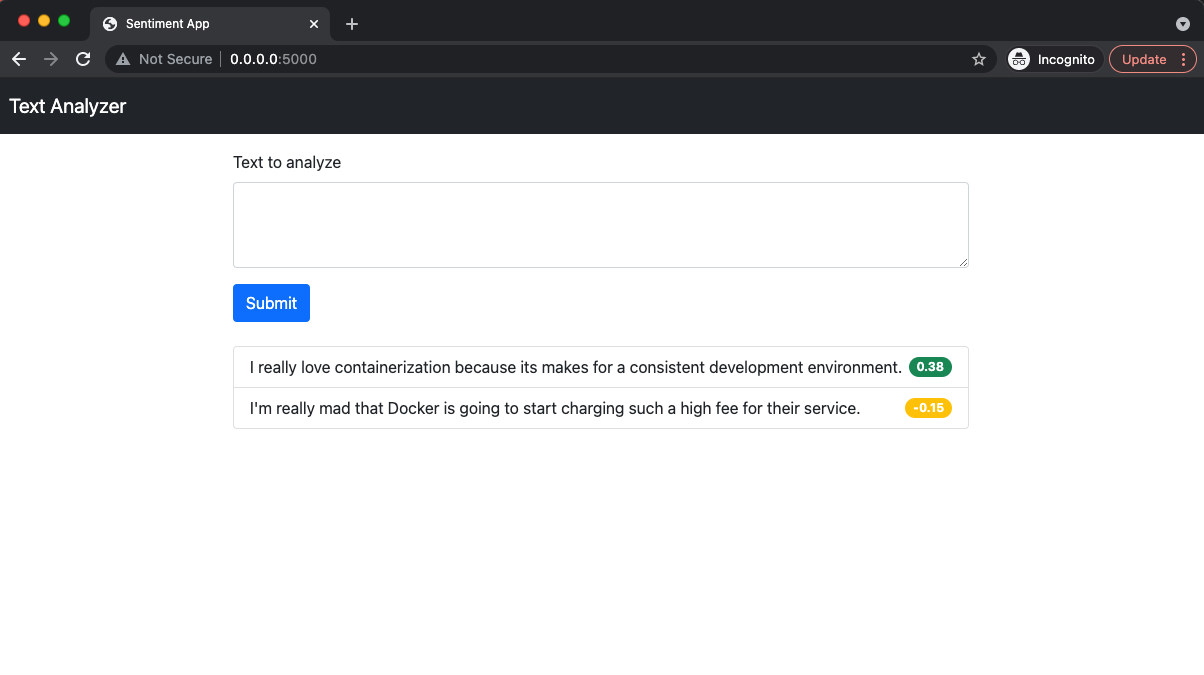 Sentiment App
Not Secure 0.0.0.0:5000 Incognito Update
Text Analyzer
Text to analyze
Submit
I really love containerization because its makes for a consistent development environment. 0.38
I'm really mad that Docker is going to start charging such a high fee for their service. -0.15